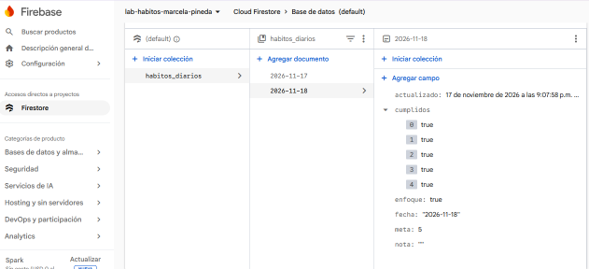 Firebase
lab-habitos-marcela-pineda
Cloud Firestore > Base de datos (default)
Buscar productos
Descripción general d...
Configuración
Accesos directos a proyectos
Firestore
Categorías de producto
Bases de datos y alma...
Seguridad
Servicios de IA
Hosting y sin servidores
DevOps y participación
Analytics
Spark
Actualizar
(default)
+ Iniciar colección
habitos_diarios
habitos_diarios
+ Agregar documento
2026-11-17
2026-11-18
2026-11-18
+ Iniciar colección
+ Agregar campo
actualizado: 17 de noviembre de 2026 a las 9:07:58 p.m. ...
cumplidos
0 true
1 true
2 true
3 true
4 true
enfoque: true
fecha: "2026-11-18"
meta: 5
nota: ""